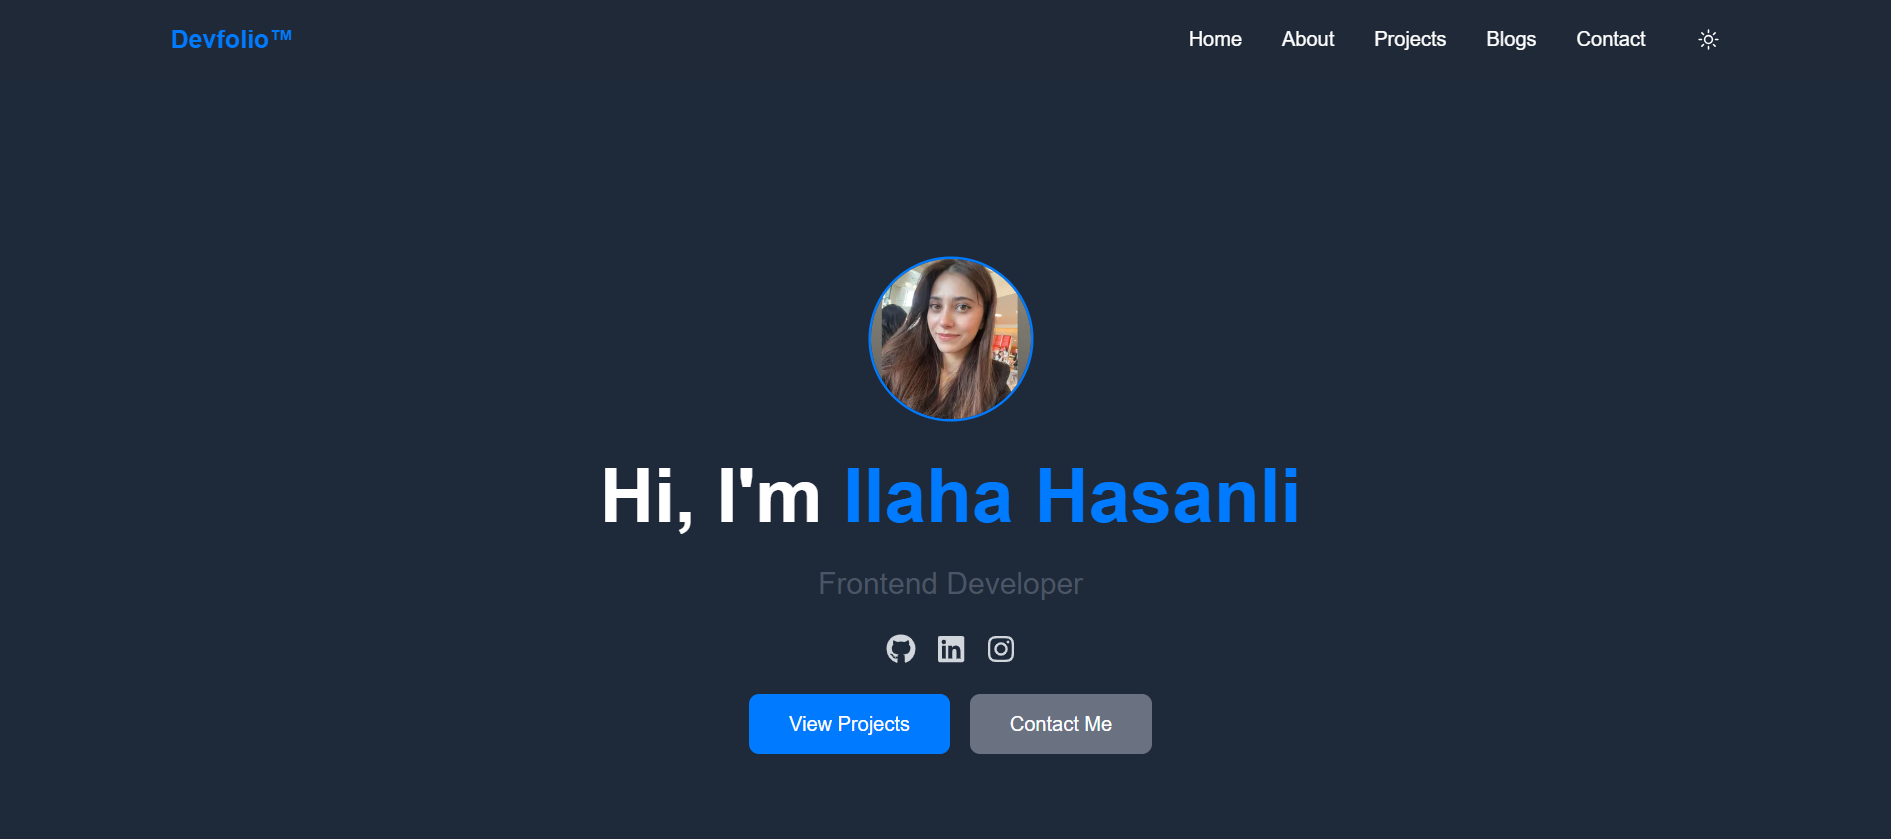 Devfolio™
Home About Projects Blogs Contact
Hi, I'm Ilaha Hasanli
Frontend Developer
View Projects Contact Me